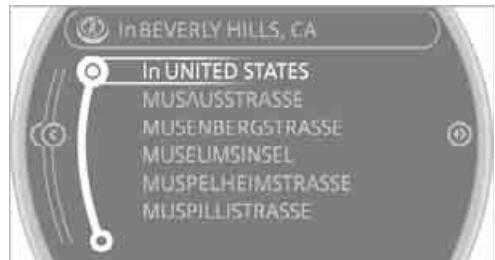 In BEVERLY HILLS, CA
In UNITED STATES
MUSAUSSTRASSE
MUSENBERGSTRASSE
MUSEUMSINSEL
MUSPELHEIMSTRASSE
MUSPILLISTRASSE